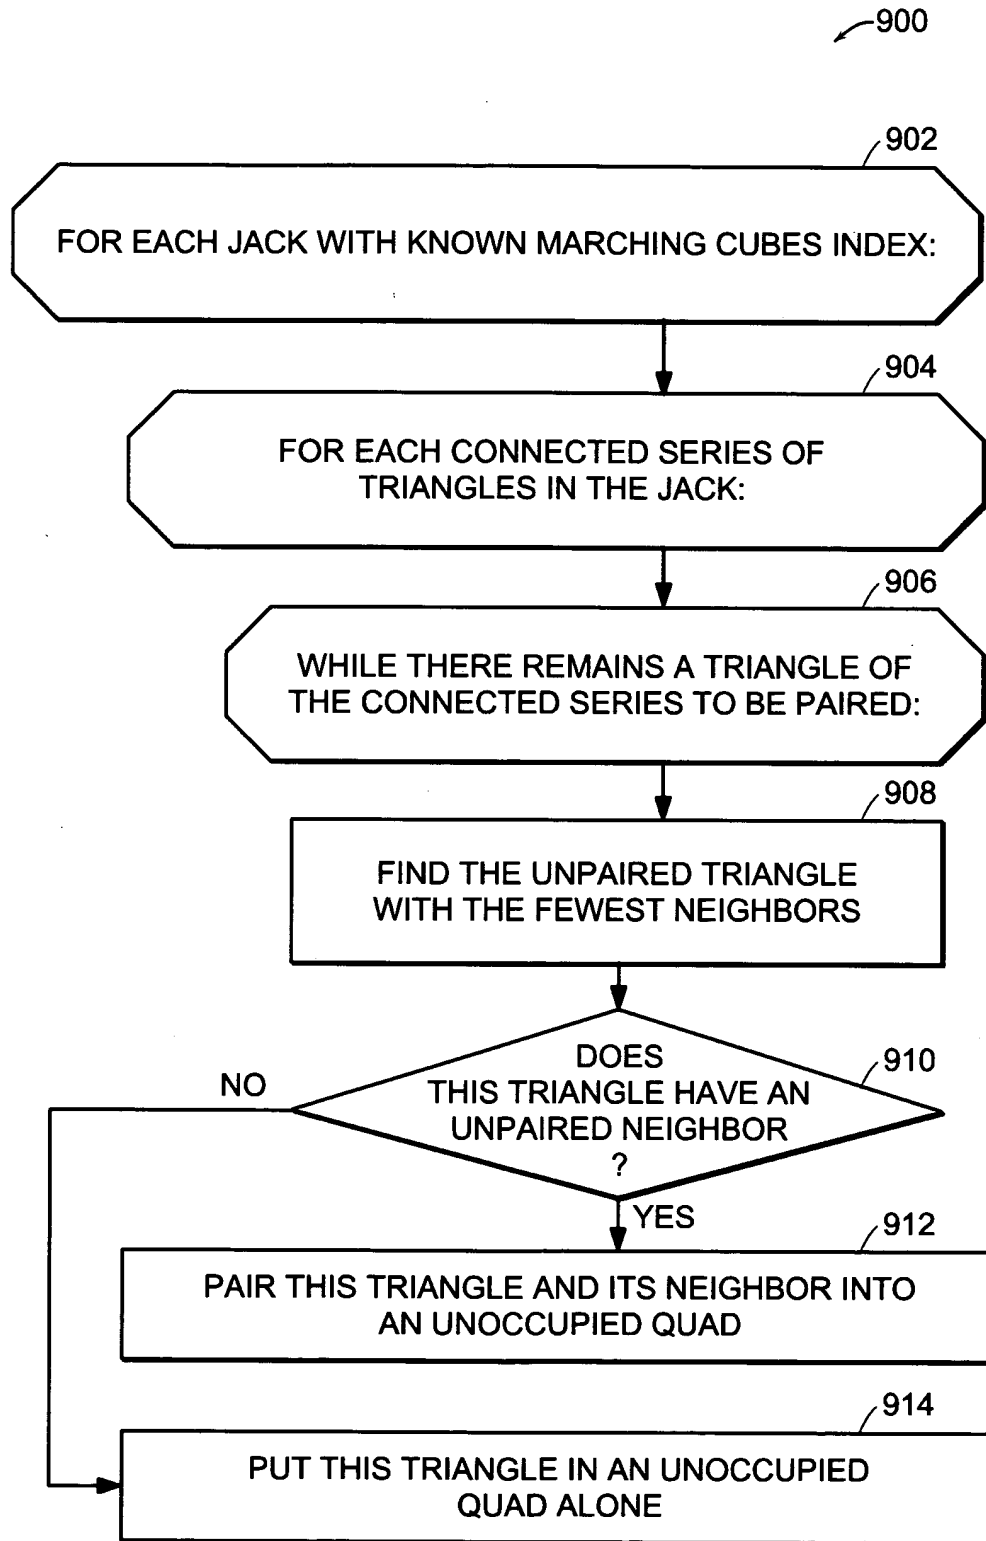 900
902
FOR EACH JACK WITH KNOWN MARCHING CUBES INDEX:
904
FOR EACH CONNECTED SERIES OF
TRIANGLES IN THE JACK:
906
WHILE THERE REMAINS A TRIANGLE OF
THE CONNECTED SERIES TO BE PAIRED:
908
FIND THE UNPAIRED TRIANGLE
WITH THE FEWEST NEIGHBORS
910
DOES
THIS TRIANGLE HAVE AN
UNPAIRED NEIGHBOR
?
NO
YES
912
PAIR THIS TRIANGLE AND ITS NEIGHBOR INTO
AN UNOCCUPIED QUAD
914
PUT THIS TRIANGLE IN AN UNOCCUPIED
QUAD ALONE